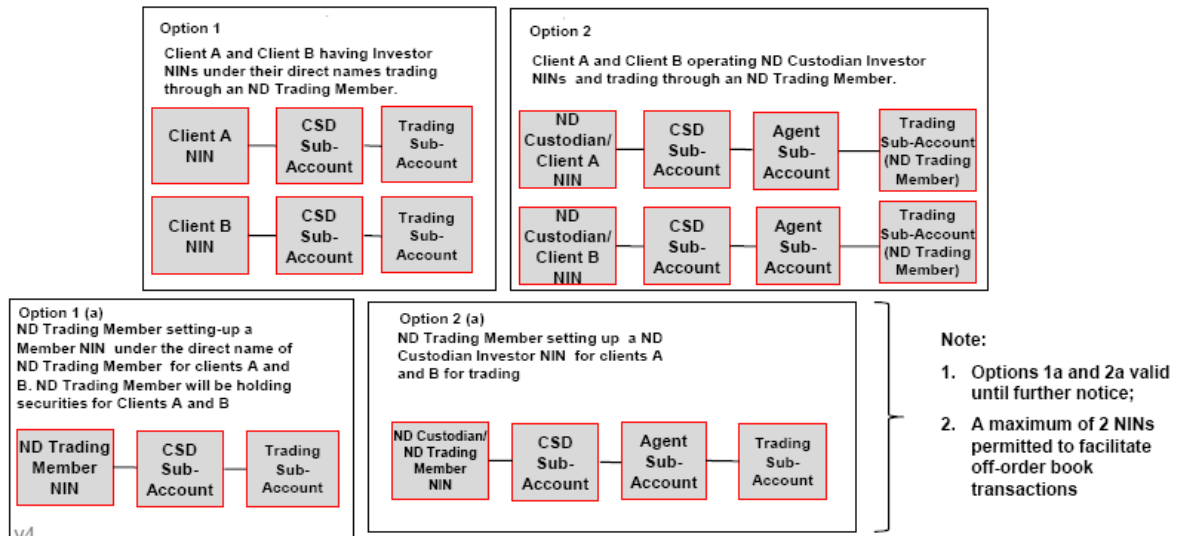 Option 1
Client A and Client B having Investor
NINs under their direct names trading
through an ND Trading Member.
Client A
NIN
CSD
Sub-
Account
Trading
Sub-
Account
Client B
NIN
CSD
Sub-
Account
Trading
Sub-
Account
Option 2
Client A and Client B operating ND Custodian Investor
NINs and trading through an ND Trading Member.
ND
Custodian/
Client A
NIN
CSD
Sub-
Account
Agent
Sub-
Account
Trading
Sub-Account
(ND Trading
Member)
ND
Custodian/
Client B
NIN
CSD
Sub-
Account
Agent
Sub-
Account
Trading
Sub-Account
(ND Trading
Member)
Option 1 (a)
ND Trading Member setting-up a
Member NIN under the direct name of
ND Trading Member for clients A and
B. ND Trading Member will be holding
securities for Clients A and B
ND Trading
Member
NIN
CSD
Sub-
Account
Trading
Sub-
Account
v4
Option 2 (a)
ND Trading Member setting up a ND
Custodian Investor NIN for clients A
and B for trading
ND Custodian/
ND Trading
Member
NIN
CSD
Sub-
Account
Agent
Sub-
Account
Trading
Sub-
Account
Note:
1. Options 1a and 2a valid
until further notice;
2. A maximum of 2 NINs
permitted to facilitate
off-order book
transactions